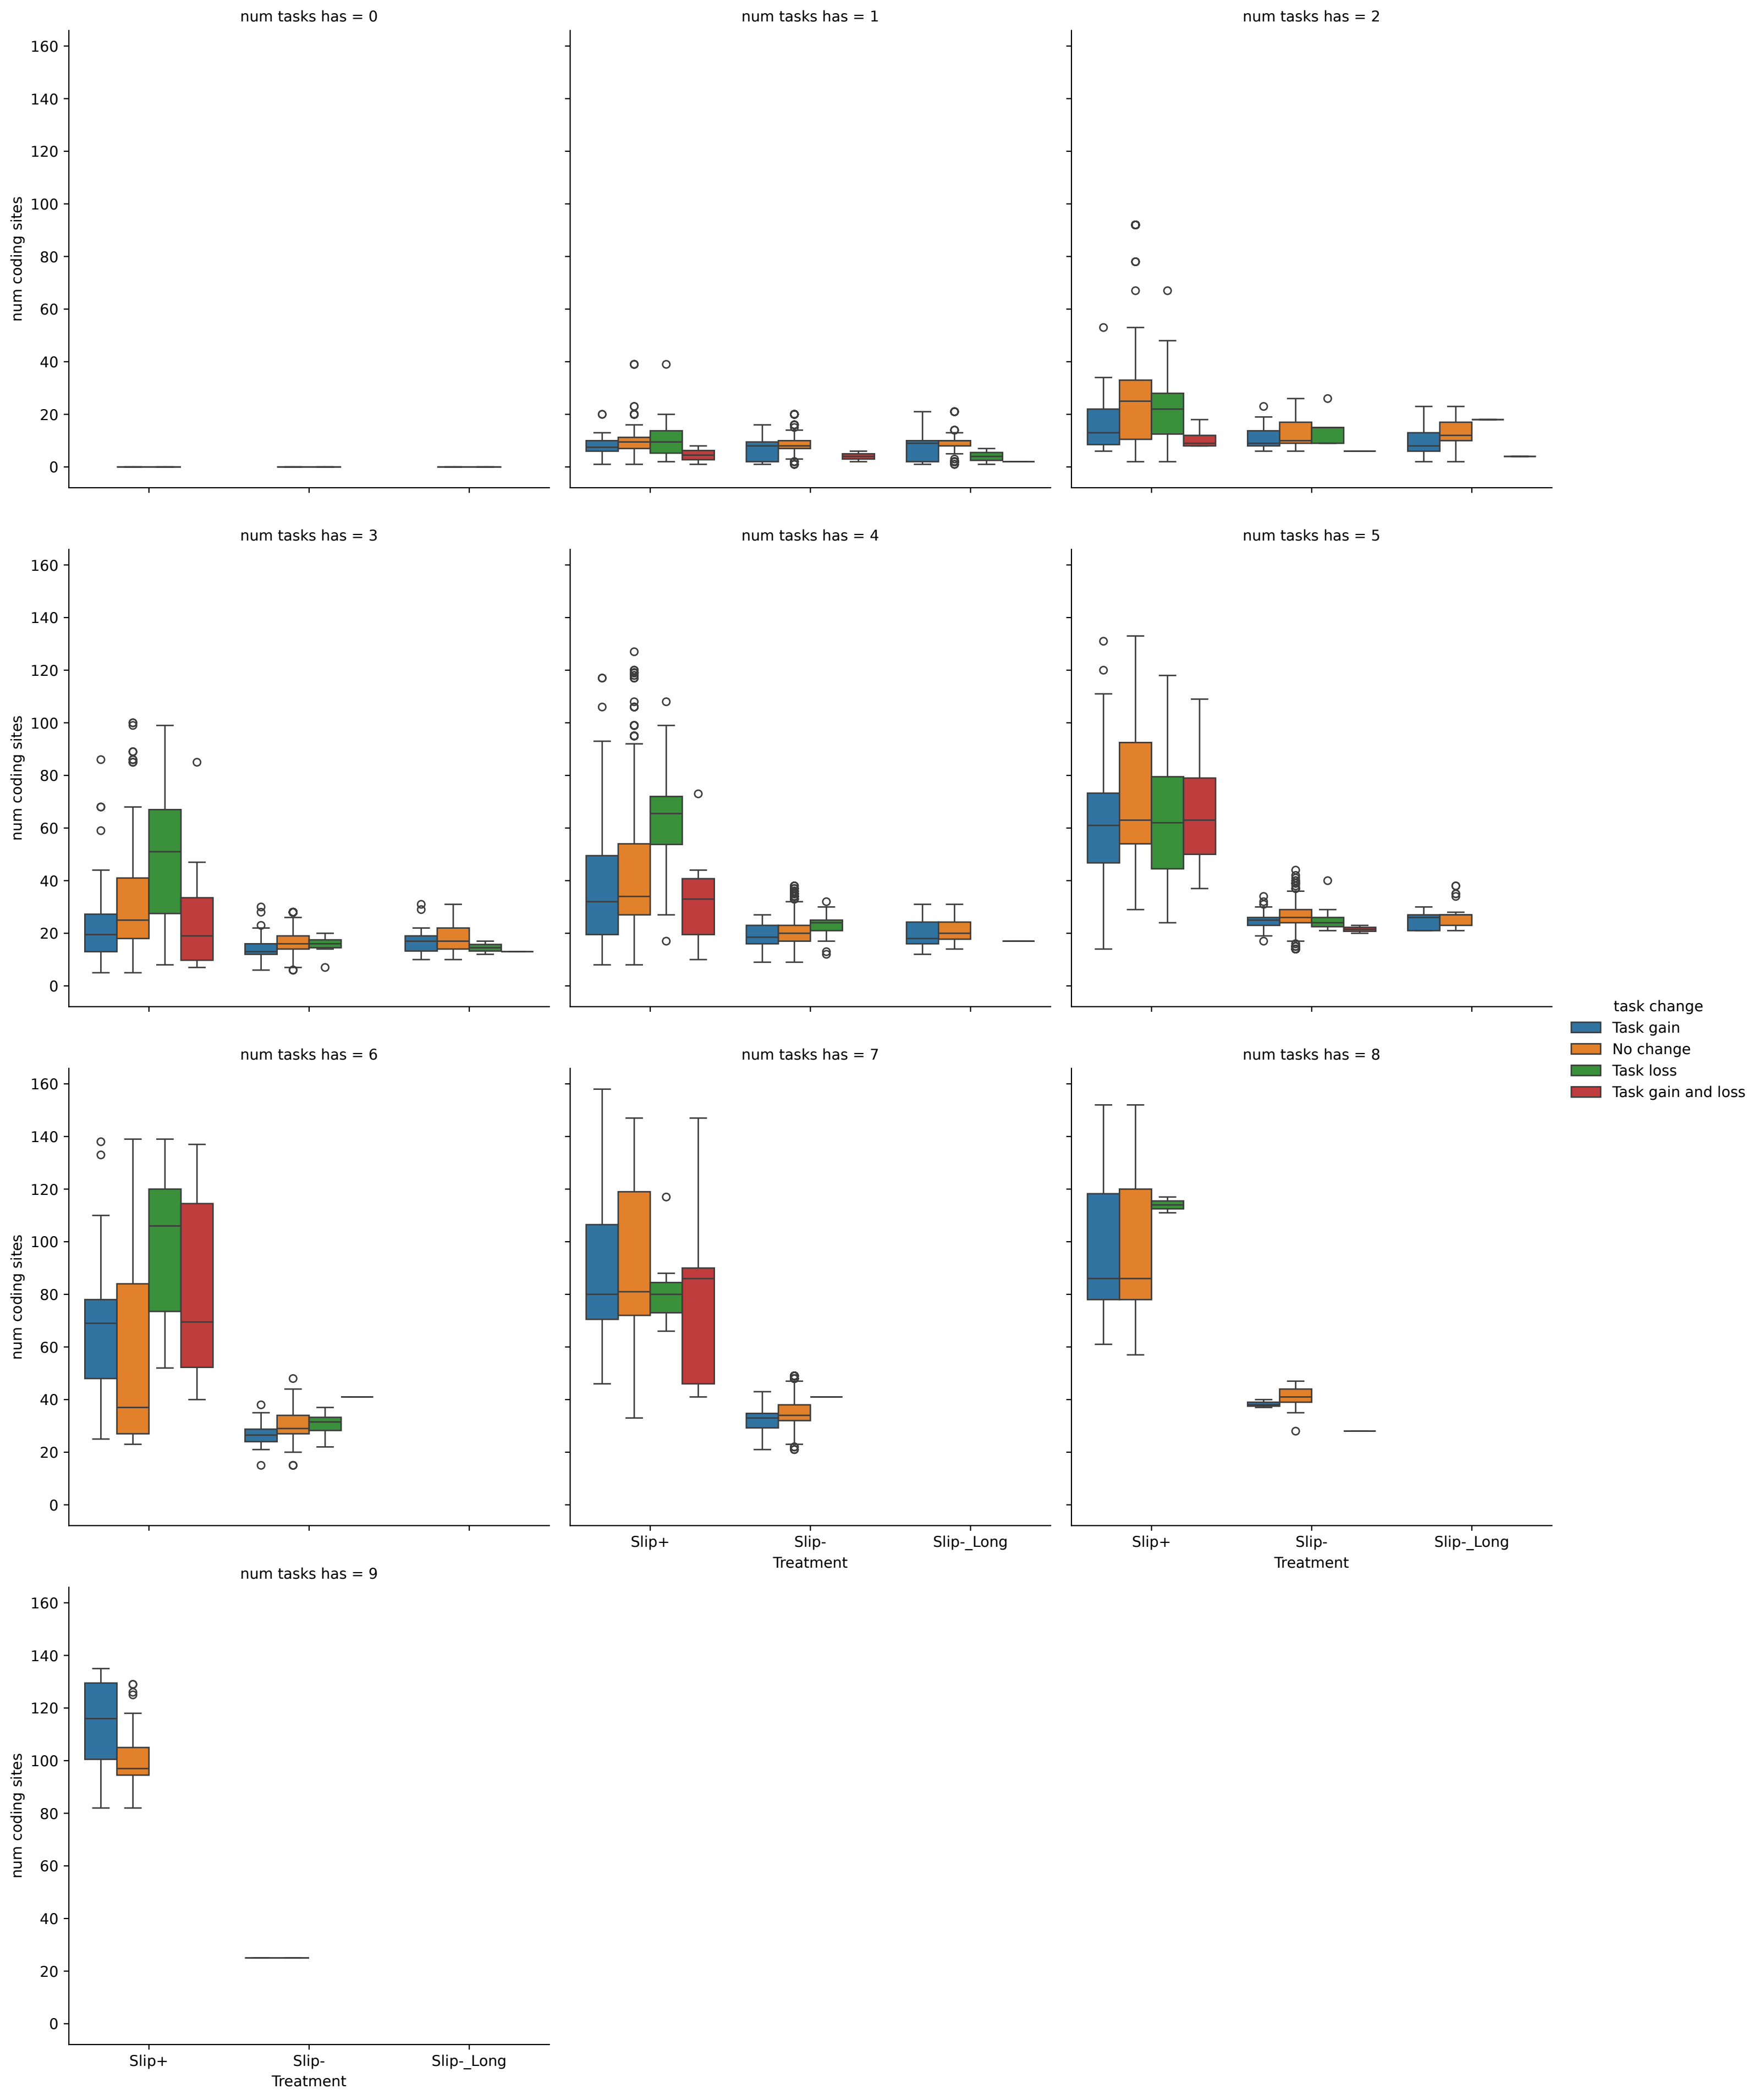 num tasks has = 0
num tasks has = 1
num tasks has = 2
160
140
120
100
80
60
40
20
0
num coding sites
num tasks has = 3
num tasks has = 4
num tasks has = 5
160
140
120
100
80
60
40
20
0
num coding sites
task change
Task gain
No change
Task loss
Task gain and loss
num tasks has = 6
num tasks has = 7
num tasks has = 8
160
140
120
100
80
60
40
20
0
num coding sites
Slip+
Slip-
Slip-_Long
Treatment
Slip+
Slip-
Slip-_Long
Treatment
num tasks has = 9
160
140
120
100
80
60
40
20
0
num coding sites
Slip+
Slip-
Slip-_Long
Treatment